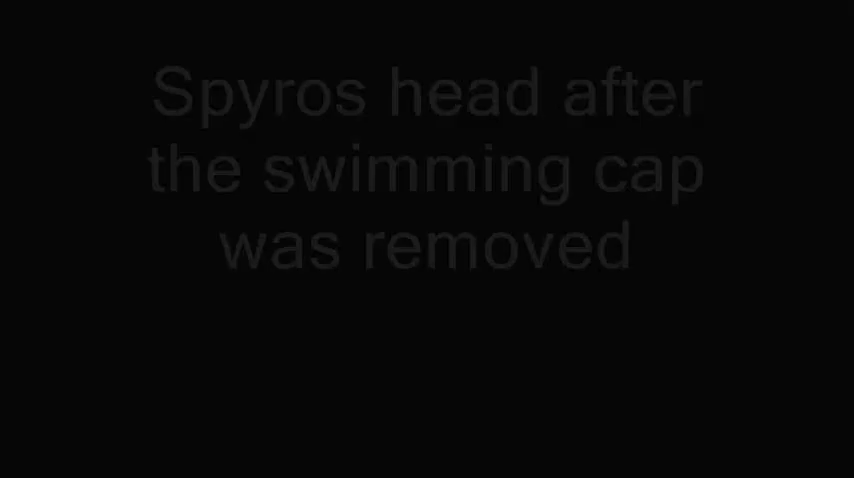 Spyros head after
the swimming cap
was removed